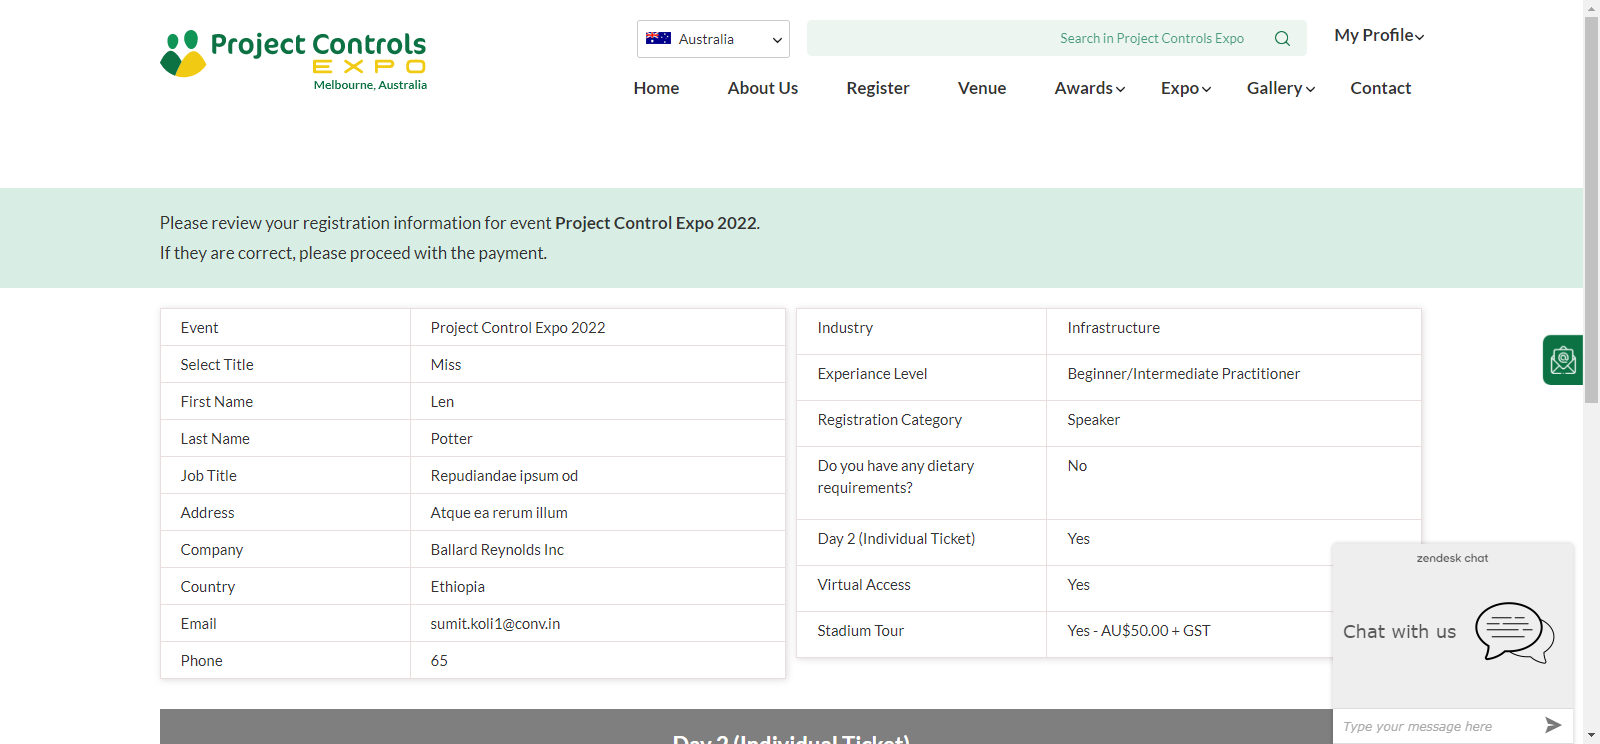 Project Controls
EXPO
Melbourne, Australia
Australia
Search in Project Controls Expo
My Profile
Home
About Us
Register
Venue
Awards
Expo
Gallery
Contact
Please review your registration information for event Project Control Expo 2022.
If they are correct, please proceed with the payment.
Event
Project Control Expo 2022
Select Title
Miss
First Name
Len
Last Name
Potter
Job Title
Repudiandae ipsum od
Address
Atque ea rerum illum
Company
Ballard Reynolds Inc
Country
Ethiopia
Email
sumit.koli1@conv.in
Phone
65
Industry
Infrastructure
Experiance Level
Beginner/Intermediate Practitioner
Registration Category
Speaker
Do you have any dietary
requirements?
No
Day 2 (Individual Ticket)
Yes
Virtual Access
Yes
Stadium Tour
Yes - AU$50.00 + GST
zendesk chat
Chat with us
Type your message here
Day 2 (Individual Ticket)